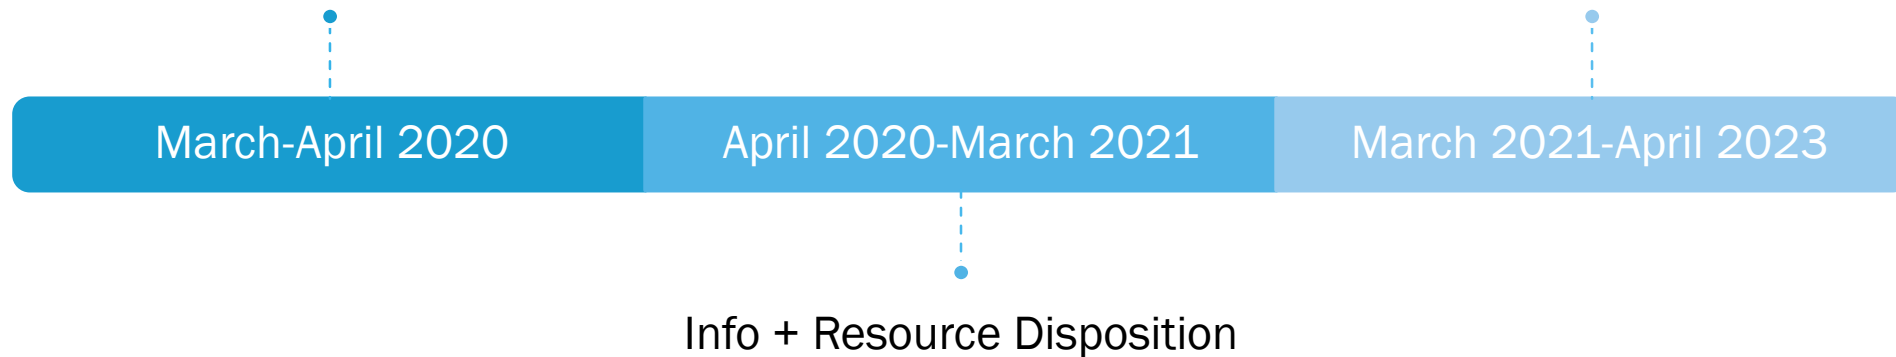 March-April 2020
April 2020-March 2021
March 2021-April 2023
Info + Resource Disposition